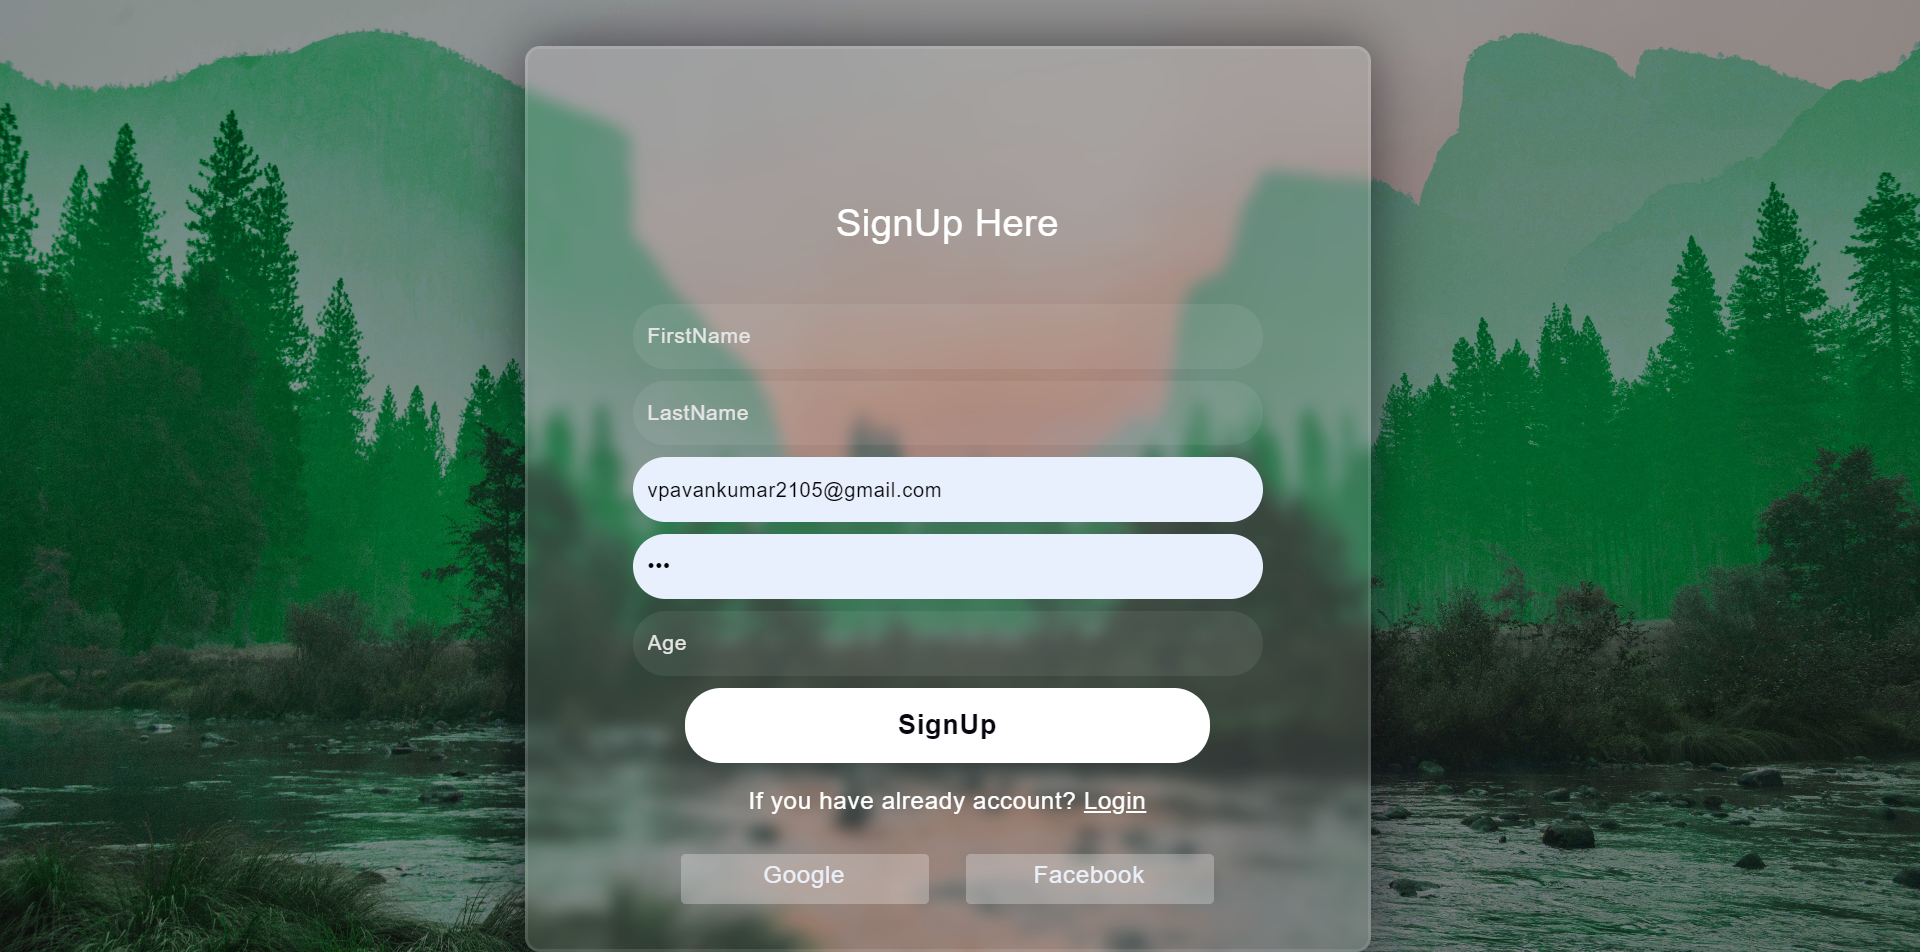 SignUp Here
FirstName
LastName
vpavankumar2105@gmail.com
•••
Age
SignUp
If you have already account? Login
Google
Facebook